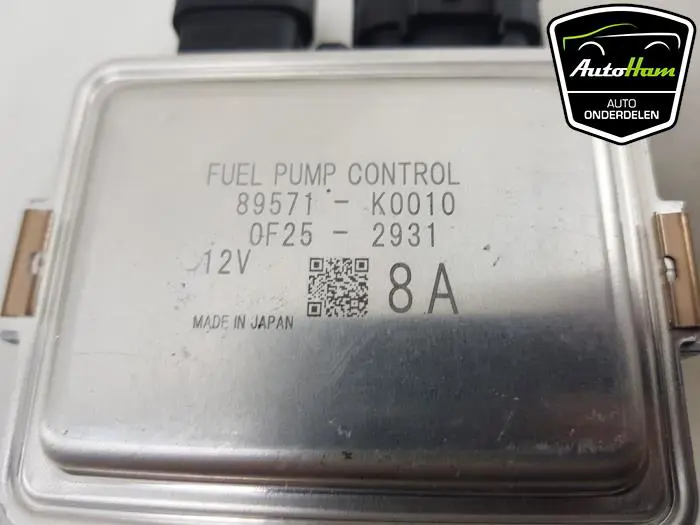 AutoHam
AUTO
ONDERDELEN
FUEL PUMP CONTROL
89571 - K0010
0F25 - 2931
12V
8A
MADE IN JAPAN